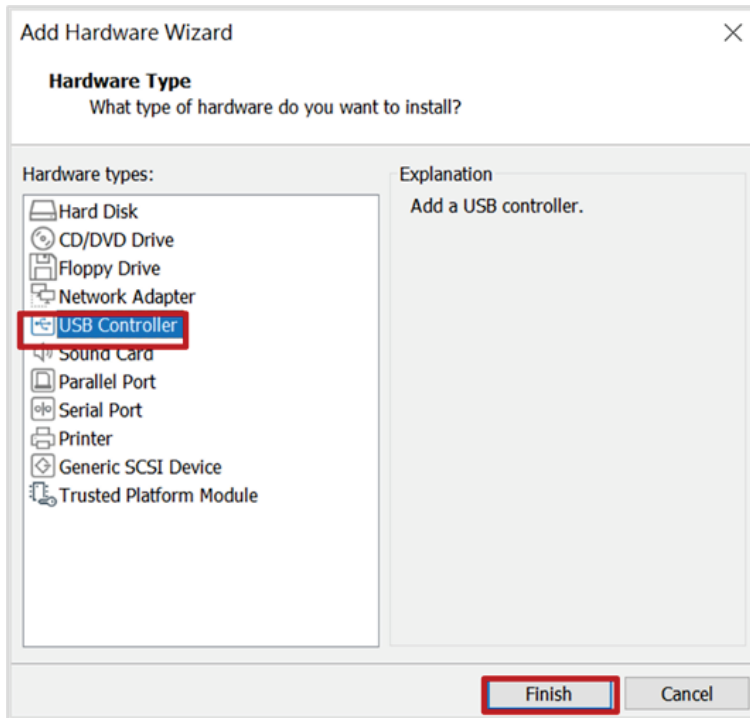 Add Hardware Wizard
Hardware Type
What type of hardware do you want to install?
Hardware types:
Hard Disk
CD/DVD Drive
Floppy Drive
Network Adapter
USB Controller
Sound Card
Parallel Port
Serial Port
Printer
Generic SCSI Device
Trusted Platform Module
Explanation
Add a USB controller.
Finish
Cancel